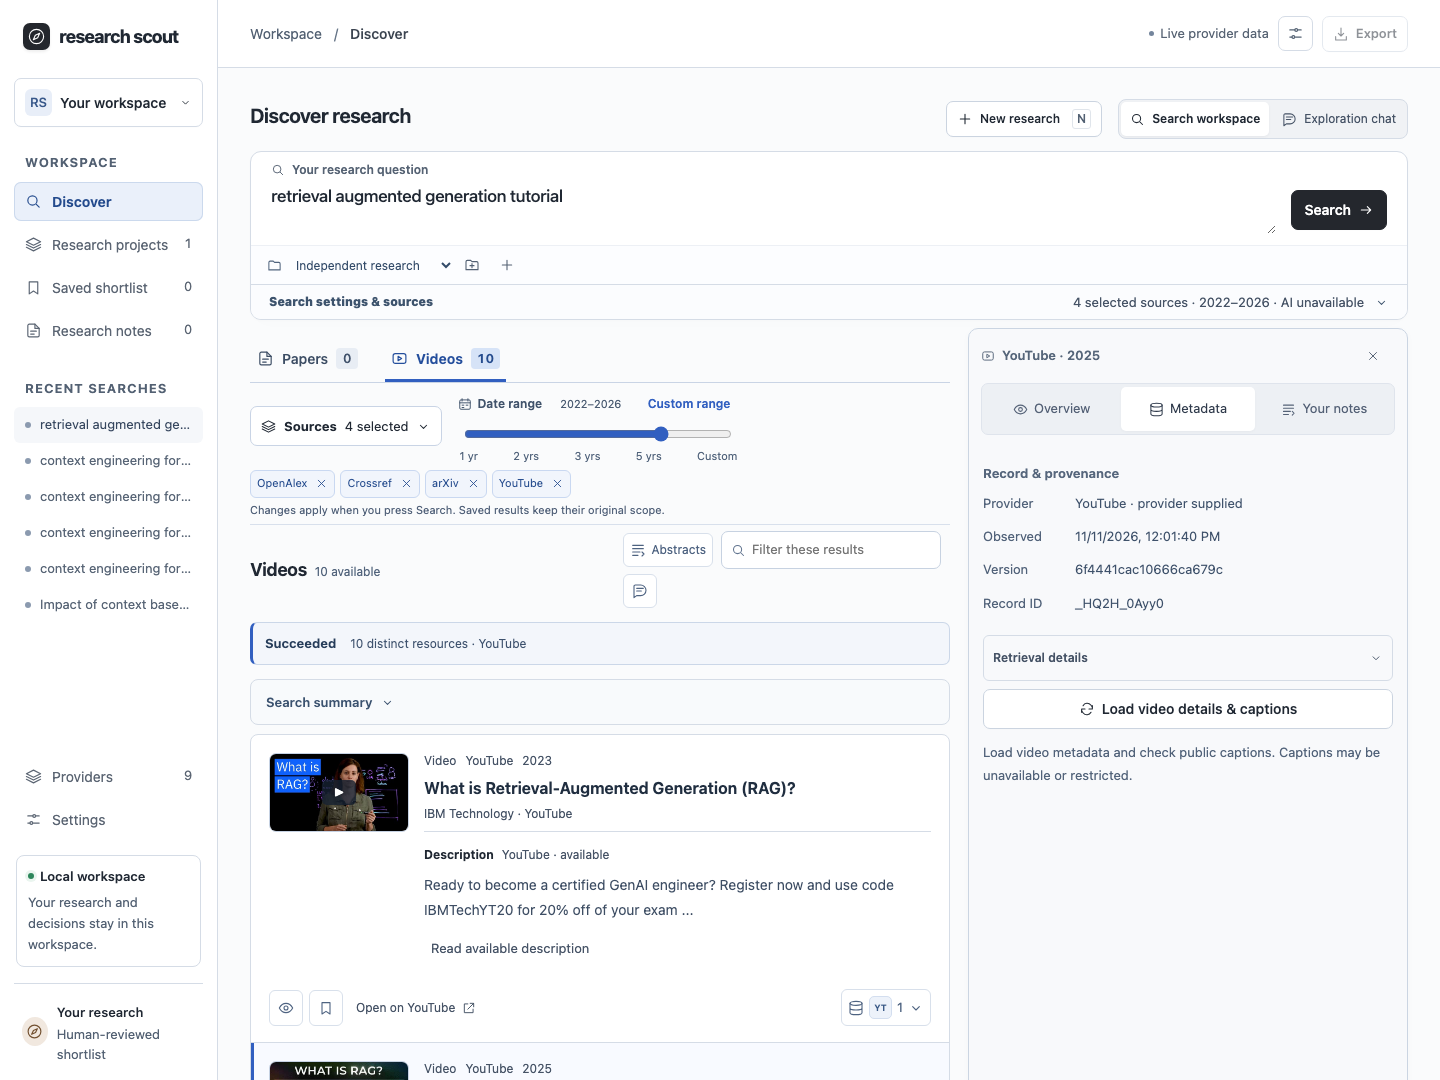 research scout
RS Your workspace
WORKSPACE
Discover
Research projects 1
Saved shortlist 0
Research notes 0
RECENT SEARCHES
retrieval augmented ge...
context engineering for...
context engineering for...
context engineering for...
context engineering for...
Impact of context base...
Providers 9
Settings
Local workspace
Your research and
decisions stay in this
workspace.
Your research
Human-reviewed
shortlist
Workspace / Discover
Live provider data
Export
Discover research
New research N
Search workspace
Exploration chat
Your research question
retrieval augmented generation tutorial
Search
Independent research
Search settings & sources
4 selected sources · 2022–2026 · AI unavailable
Papers 0
Videos 10
Sources 4 selected
Date range 2022–2026 Custom range
1 yr 2 yrs 3 yrs 5 yrs Custom
OpenAlex Crossref arXiv YouTube
Changes apply when you press Search. Saved results keep their original scope.
Videos 10 available
Abstracts
Filter these results
Succeeded 10 distinct resources · YouTube
Search summary
What is
RAG?
Video YouTube 2023
What is Retrieval-Augmented Generation (RAG)?
IBM Technology · YouTube
Description YouTube · available
Ready to become a certified GenAI engineer? Register now and use code
IBMTechYT20 for 20% off of your exam ...
Read available description
Open on YouTube
YT 1
WHAT IS RAG?
Video YouTube 2025
YouTube · 2025
Overview
Metadata
Your notes
Record & provenance
Provider YouTube · provider supplied
Observed 11/11/2026, 12:01:40 PM
Version 6f4441cac10666ca679c
Record ID _HQ2H_0Ayy0
Retrieval details
Load video details & captions
Load video metadata and check public captions. Captions may be
unavailable or restricted.